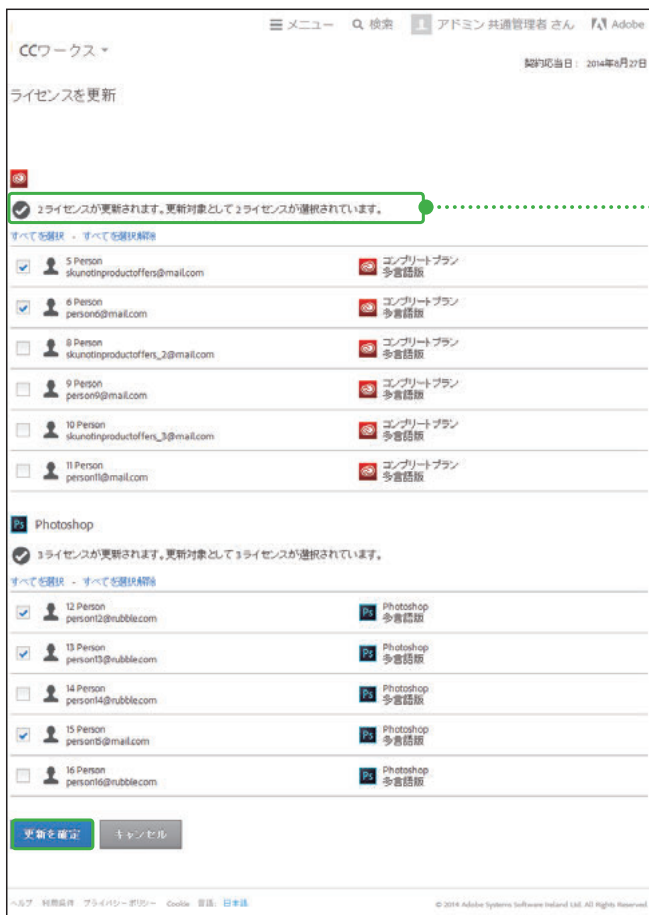 メニュー 検索 アドミン 共通管理者 さん Adobe
CCワークス
契約応当日： 2014年8月27日
ライセンスを更新
2ライセンスが更新されます。更新対象として2ライセンスが選択されています。
すべてを選択 - すべてを選択解除
5 Person
skunotinproductoffers@mail.com
コンプリートプラン
多言語版
6 Person
person6@mail.com
コンプリートプラン
多言語版
8 Person
skunotinproductoffers_2@mail.com
コンプリートプラン
多言語版
9 Person
person9@mail.com
コンプリートプラン
多言語版
10 Person
skunotinproductoffers_3@mail.com
コンプリートプラン
多言語版
11 Person
person11@mail.com
コンプリートプラン
多言語版
Ps Photoshop
3ライセンスが更新されます。更新対象として3ライセンスが選択されています。
すべてを選択 - すべてを選択解除
12 Person
person12@rubble.com
Ps Photoshop
多言語版
13 Person
person13@rubble.com
Ps Photoshop
多言語版
14 Person
person14@rubble.com
Ps Photoshop
多言語版
15 Person
person15@mail.com
Ps Photoshop
多言語版
16 Person
person16@rubble.com
Ps Photoshop
多言語版
更新を確定 キャンセル
ヘルプ 利用条件 プライバシーポリシー Cookie 言語: 日本語
© 2014 Adobe Systems Software Ireland Ltd. All Rights Reserved.